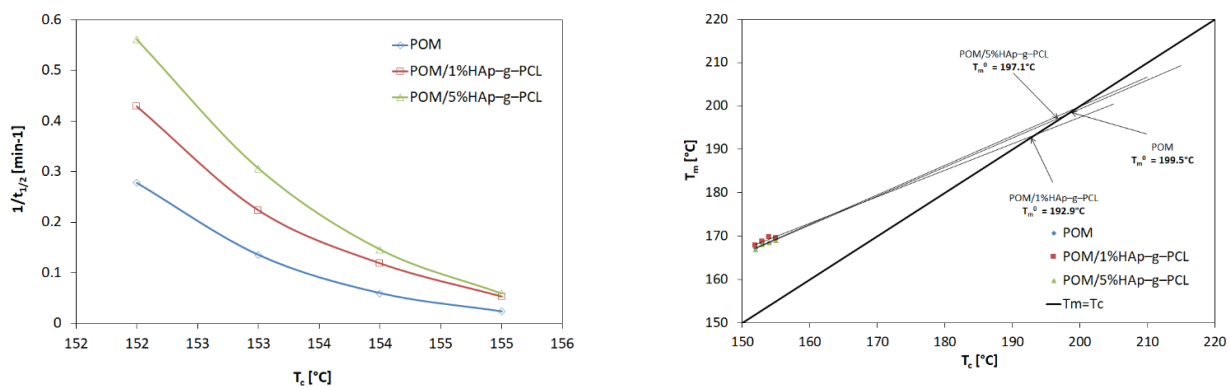 0.6
0.5
0.4
0.3
0.2
0.1
0
1/t1/2 [min-1]
POM
POM/1%HAp–g–PCL
POM/5%HAp–g–PCL
152 152 153 153 154 154 155 155 156
Tc [°C]
220
210
200
190
180
170
160
150
Tm [°C]
POM/5%HAp–g–PCL
Tm0 = 197.1°C
POM
Tm0 = 199.5°C
POM/1%HAp–g–PCL
Tm0 = 192.9°C
POM
POM/1%HAp–g–PCL
POM/5%HAp–g–PCL
Tm=Tc
150 160 170 180 190 200 210 220
Tc [°C]